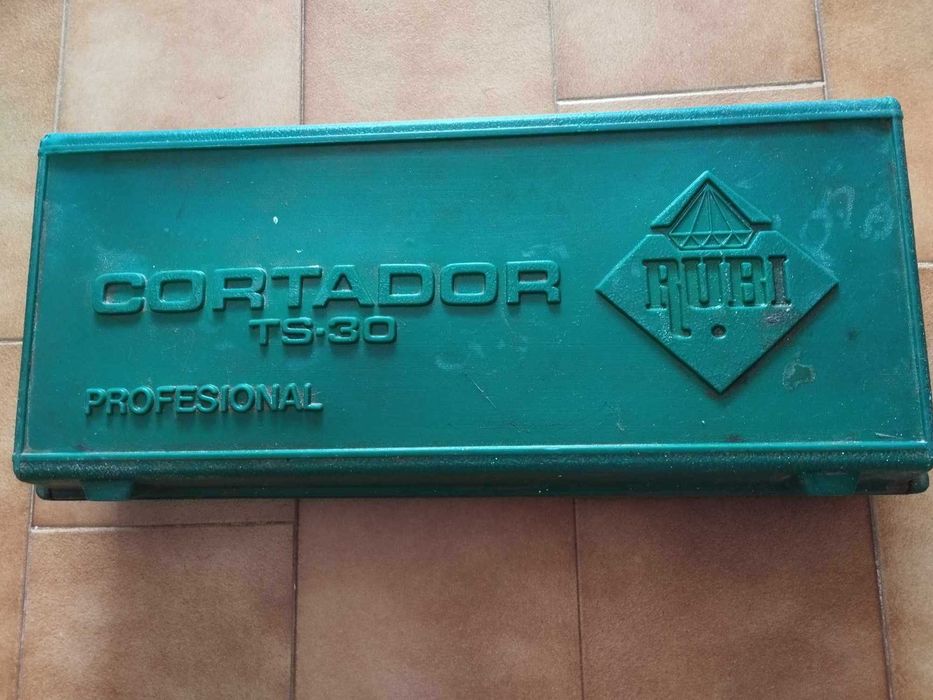 CORTADOR
TS·30
PROFESIONAL
RUBI